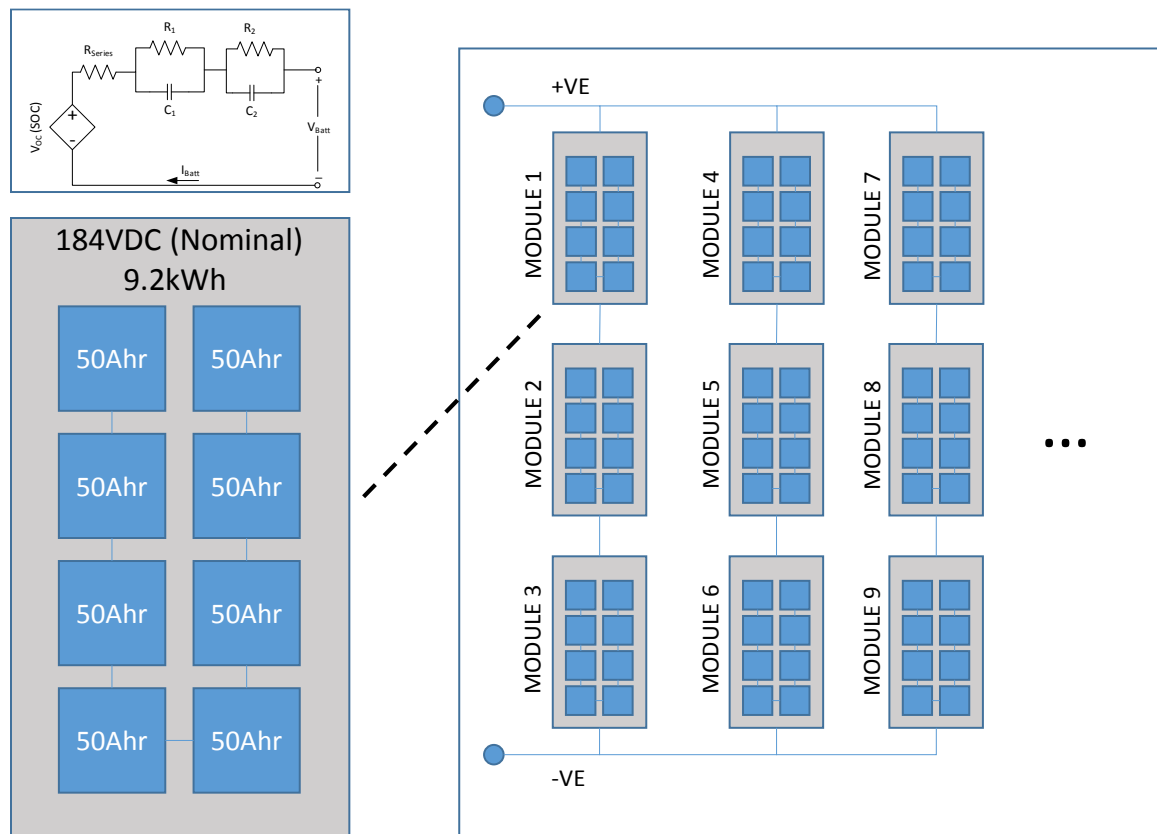 R1
R2
RSeries
C1
C2
+
-
VOC (SOC)
+
VBatt
–
IBatt
184VDC (Nominal)
9.2kWh
50Ahr
50Ahr
50Ahr
50Ahr
50Ahr
50Ahr
50Ahr
50Ahr
+VE
MODULE 1
MODULE 4
MODULE 7
MODULE 2
MODULE 5
MODULE 8
...
MODULE 3
MODULE 6
MODULE 9
-VE